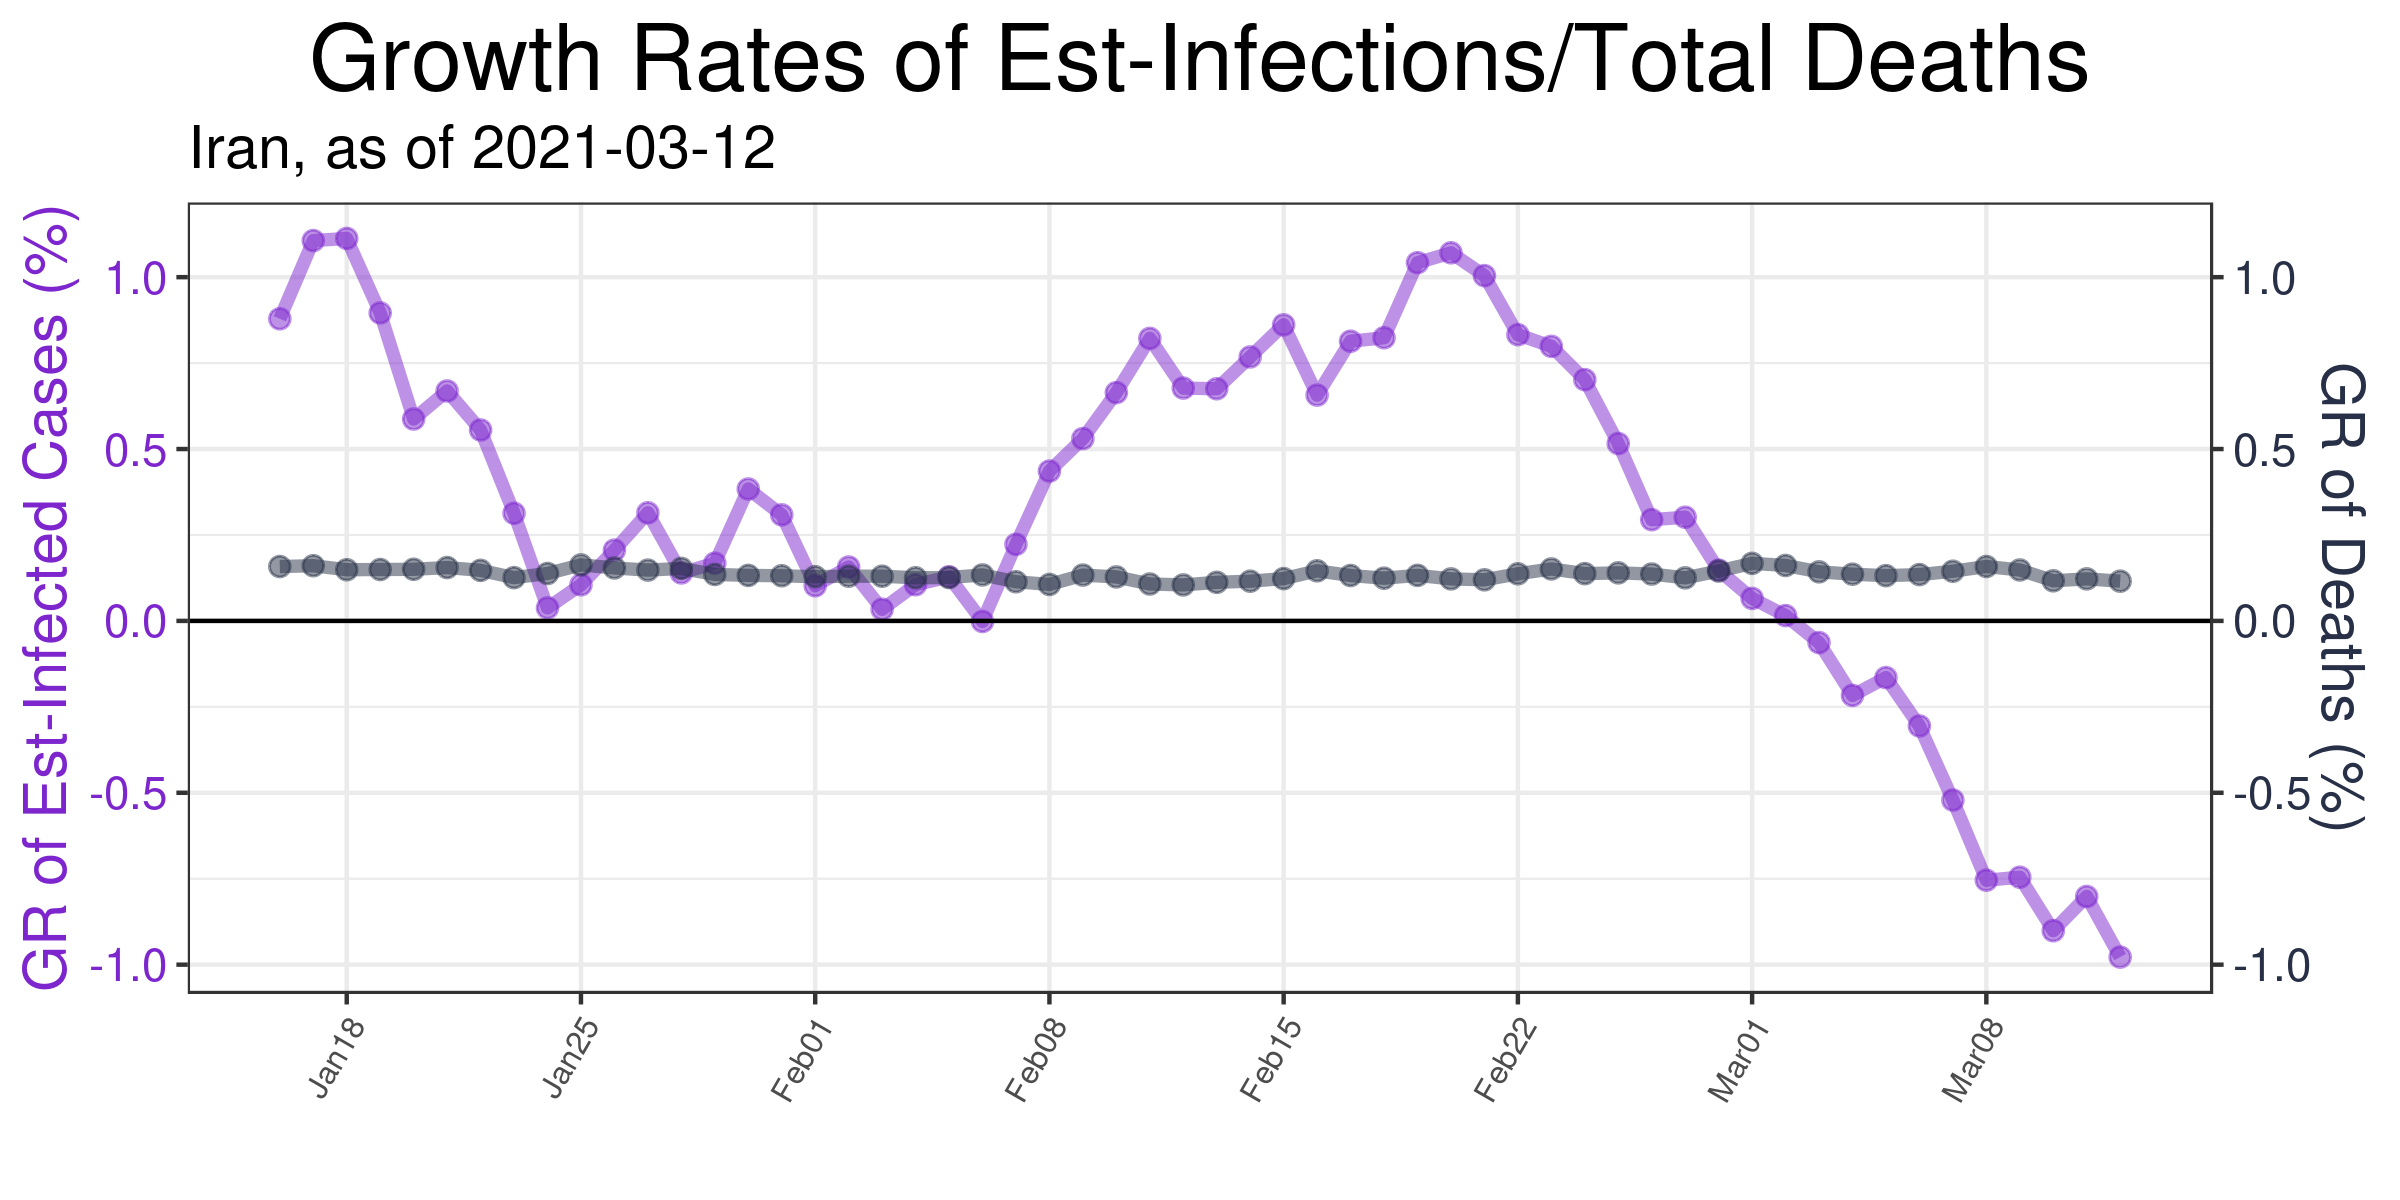 Growth Rates of Est-Infections/Total Deaths
Iran, as of 2021-03-12
GR of Est-Infected Cases (%)
1.0
0.5
0.0
-0.5
-1.0
1.0
0.5
0.0
-0.5
-1.0
GR of Deaths (%)
Jan18
Jan25
Feb01
Feb08
Feb15
Feb22
Mar01
Mar08